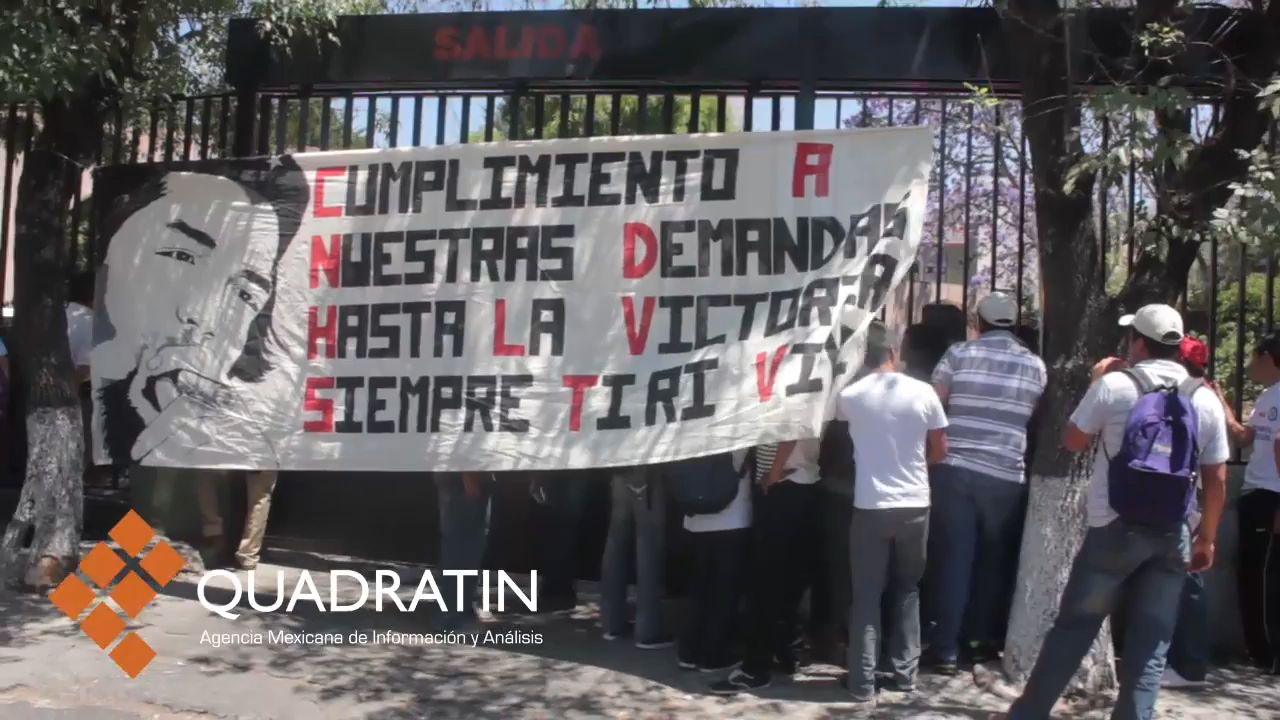 SALIDA
CUMPLIMIENTO A
NUESTRAS DEMANDAS
HASTA LA VICTORIA
SIEMPRE TIRI
QUADRATIN
Agencia Mexicana de Información y Análisis